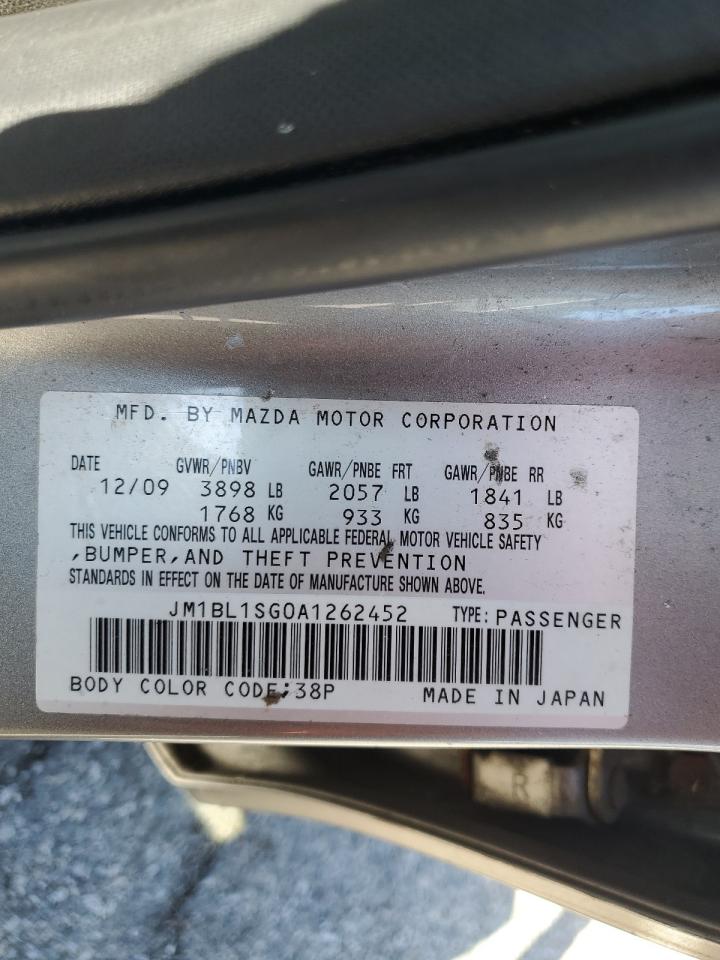 MFD. BY MAZDA MOTOR CORPORATION
DATE GVWR/PNBV GAWR/PNBE FRT GAWR/PNBE RR
12/09 3898 LB 2057 LB 1841 LB
1768 KG 933 KG 835 KG
THIS VEHICLE CONFORMS TO ALL APPLICABLE FEDERAL MOTOR VEHICLE SAFETY
,BUMPER,AND THEFT PREVENTION
STANDARDS IN EFFECT ON THE DATE OF MANUFACTURE SHOWN ABOVE.
JM1BL1SG0A1262452 TYPE: PASSENGER
BODY COLOR CODE:38P MADE IN JAPAN
R